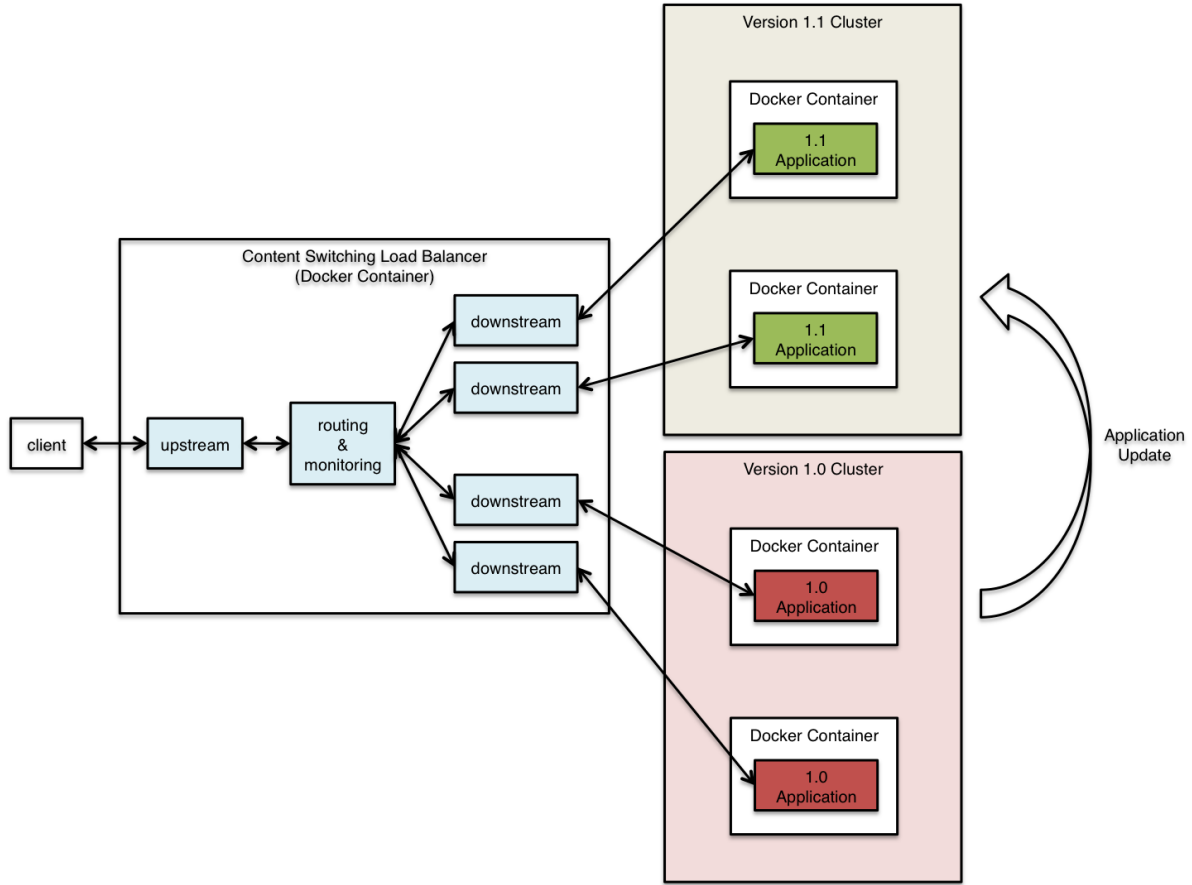 Version 1.1 Cluster
Docker Container
1.1
Application
Docker Container
1.1
Application
Content Switching Load Balancer
(Docker Container)
downstream
downstream
client
upstream
routing
&
monitoring
downstream
downstream
Version 1.0 Cluster
Docker Container
1.0
Application
Docker Container
1.0
Application
Application
Update